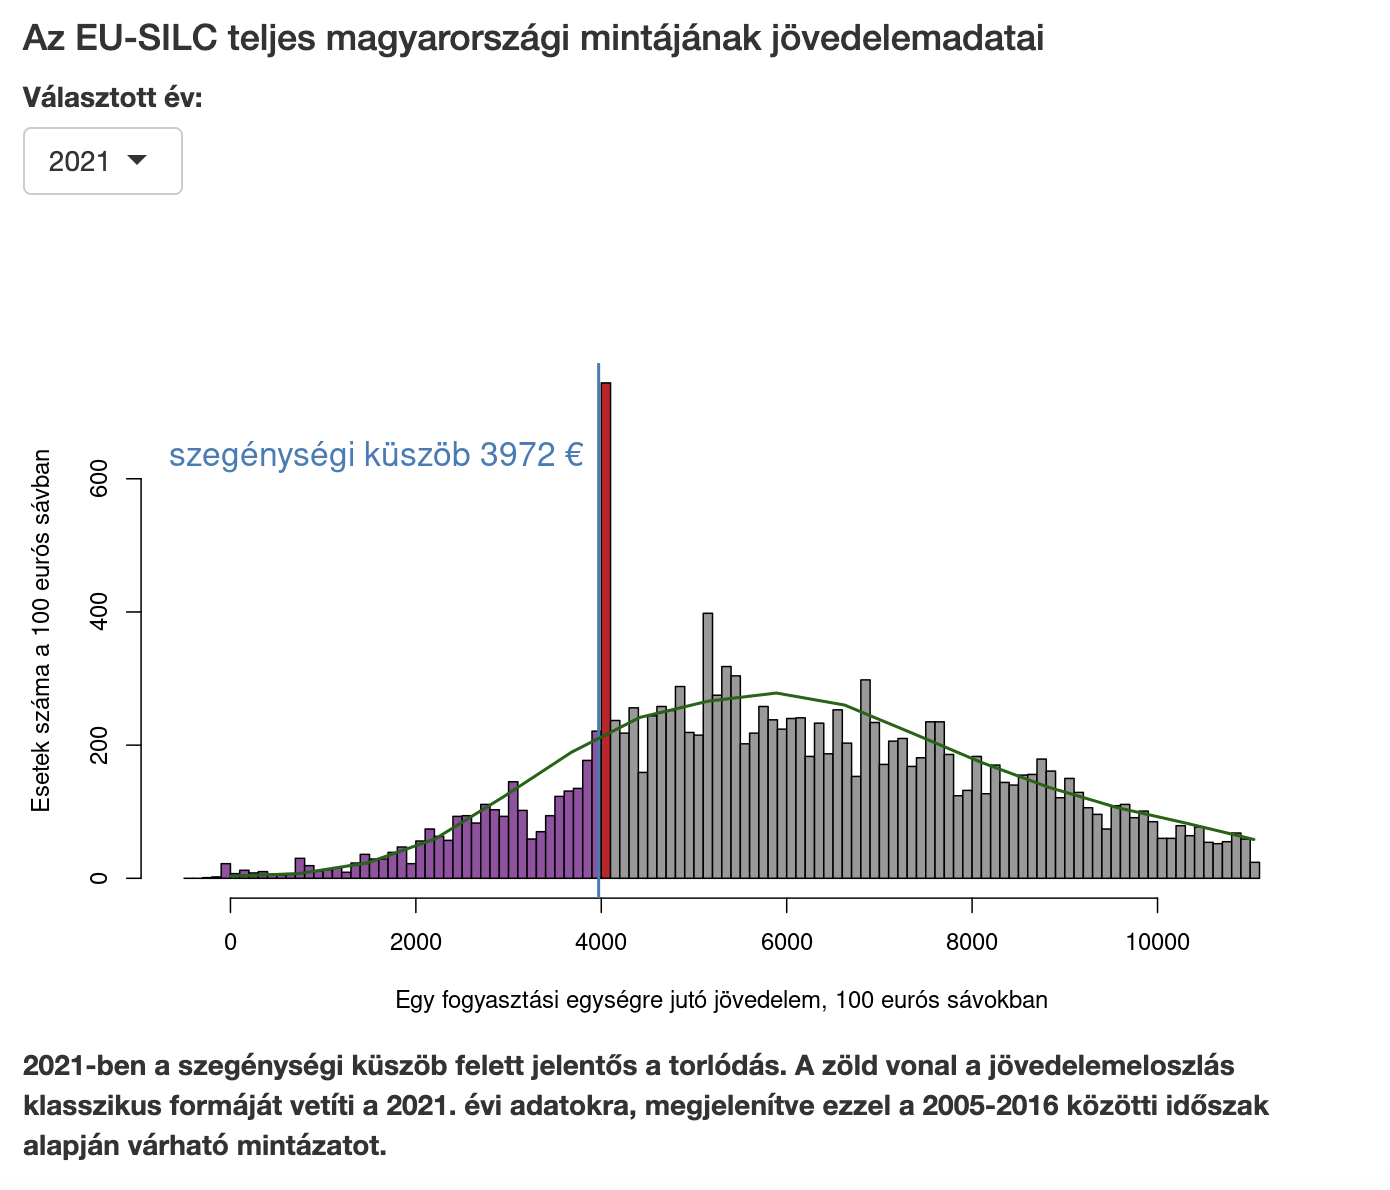 Az EU-SILC teljes magyarországi mintájának jövedelemadatai
Választott év:
2021
szegénységi küszöb 3972 €
Esetek száma a 100 eurós sávban
600
400
200
0
0 2000 4000 6000 8000 10000
Egy fogyasztási egységre jutó jövedelem, 100 eurós sávokban
2021-ben a szegénységi küszöb felett jelentős a torlódás. A zöld vonal a jövedelemeloszlás
klasszikus formáját vetíti a 2021. évi adatokra, megjelenítve ezzel a 2005-2016 közötti időszak
alapján várható mintázatot.